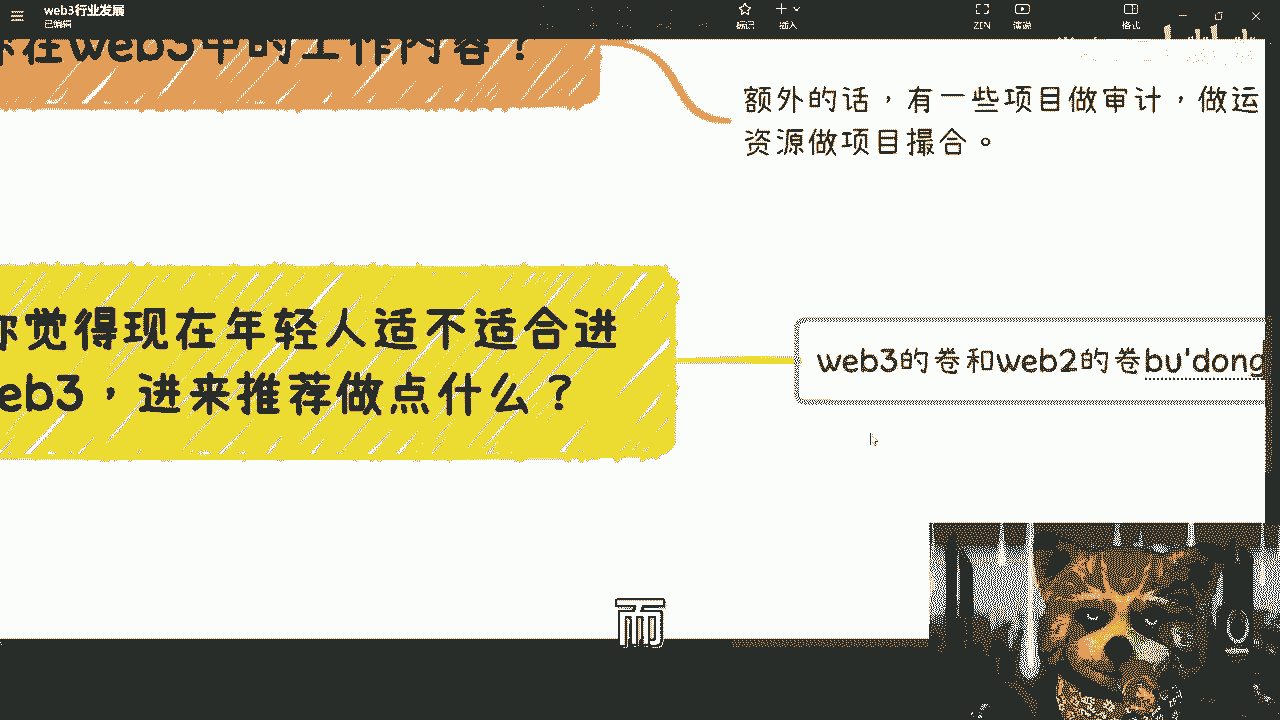 web3行业发展
已编辑
标记
插入
ZEN
演说
格式
你在web3中的工作内容？
额外的话，有一些项目做审计，做运
资源做项目撮合。
你觉得现在年轻人适不适合进
web3，进来推荐做点什么？
web3的卷和web2的卷bu'dong
而